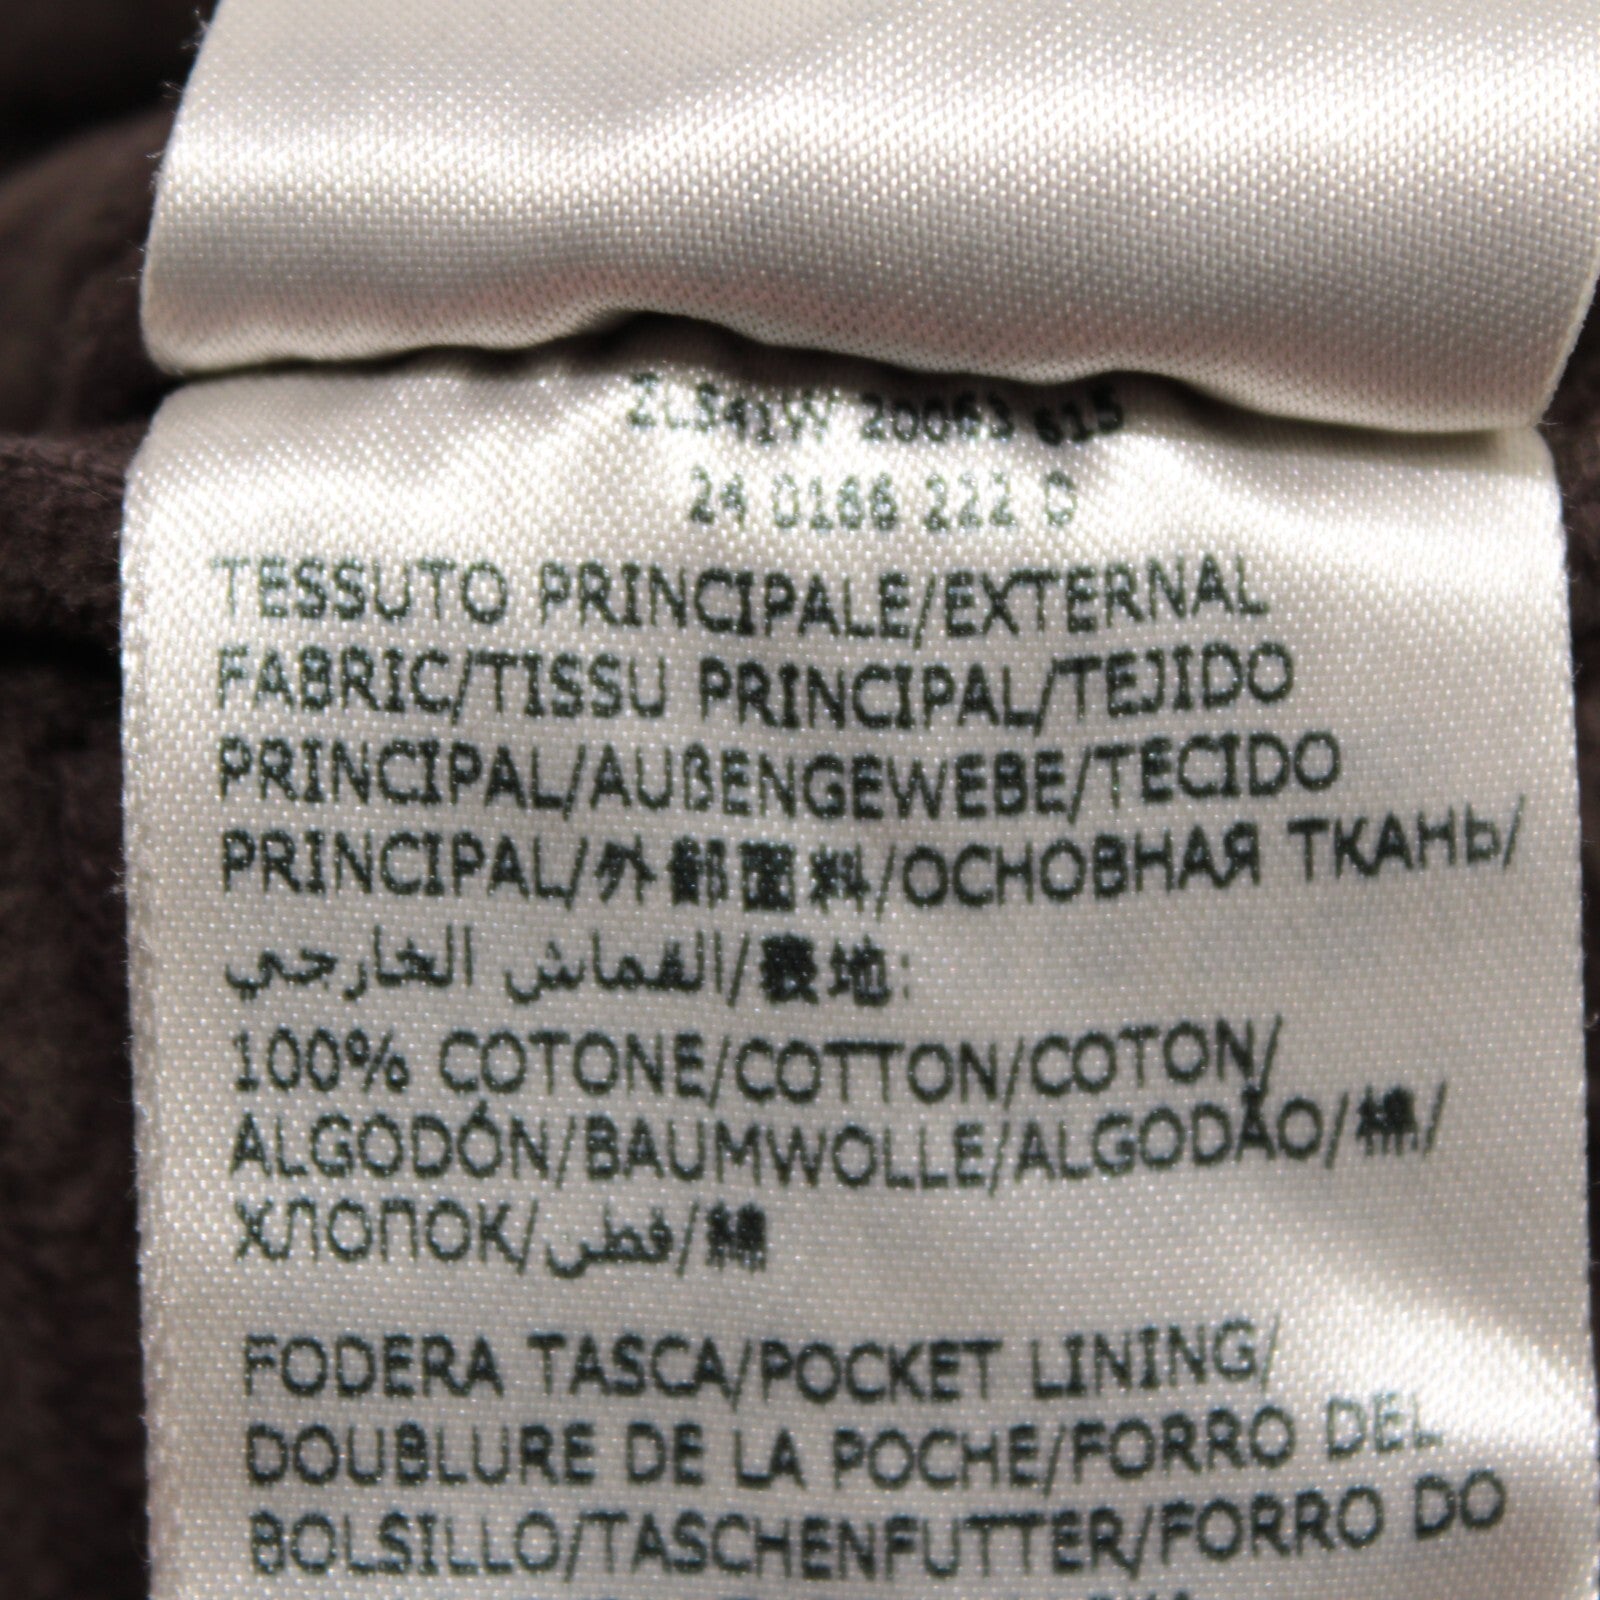 ZL341W 20063 615
24 0166 222 D
TESSUTO PRINCIPALE/EXTERNAL
FABRIC/TISSU PRINCIPAL/TEJIDO
PRINCIPAL/AUßENGEWEBE/TECIDO
PRINCIPAL/外部面料/ОСНОВНАЯ ТКАНЬ/
القماش الخارجي/表地:
100% COTONE/COTTON/COTON/
ALGODÓN/BAUMWOLLE/ALGODÃO/棉/
ХЛОПОК/قطن/綿
FODERA TASCA/POCKET LINING/
DOUBLURE DE LA POCHE/FORRO DEL
BOLSILLO/TASCHENFUTTER/FORRO DO